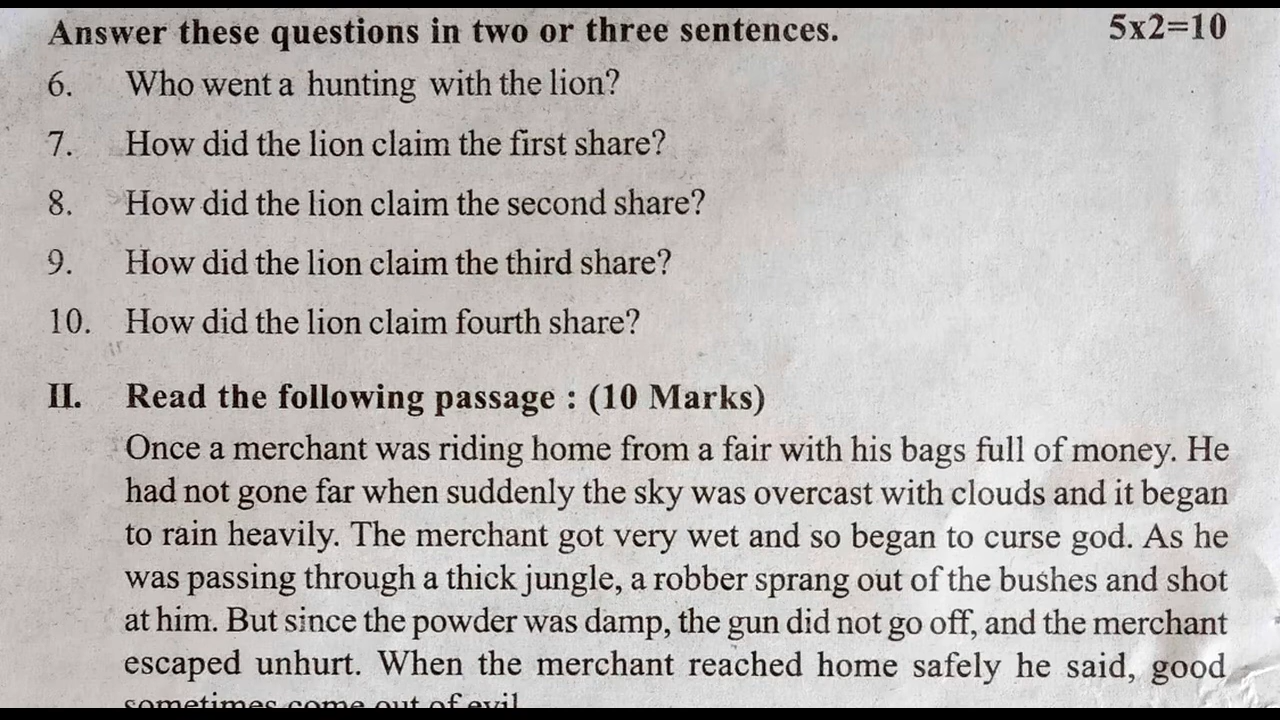 Answer these questions in two or three sentences. 5x2=10
6. Who went a hunting with the lion?
7. How did the lion claim the first share?
8. How did the lion claim the second share?
9. How did the lion claim the third share?
10. How did the lion claim fourth share?
II. Read the following passage : (10 Marks)
Once a merchant was riding home from a fair with his bags full of money. He
had not gone far when suddenly the sky was overcast with clouds and it began
to rain heavily. The merchant got very wet and so began to curse god. As he
was passing through a thick jungle, a robber sprang out of the bushes and shot
at him. But since the powder was damp, the gun did not go off, and the merchant
escaped unhurt. When the merchant reached home safely he said, good
sometimes come out of evil